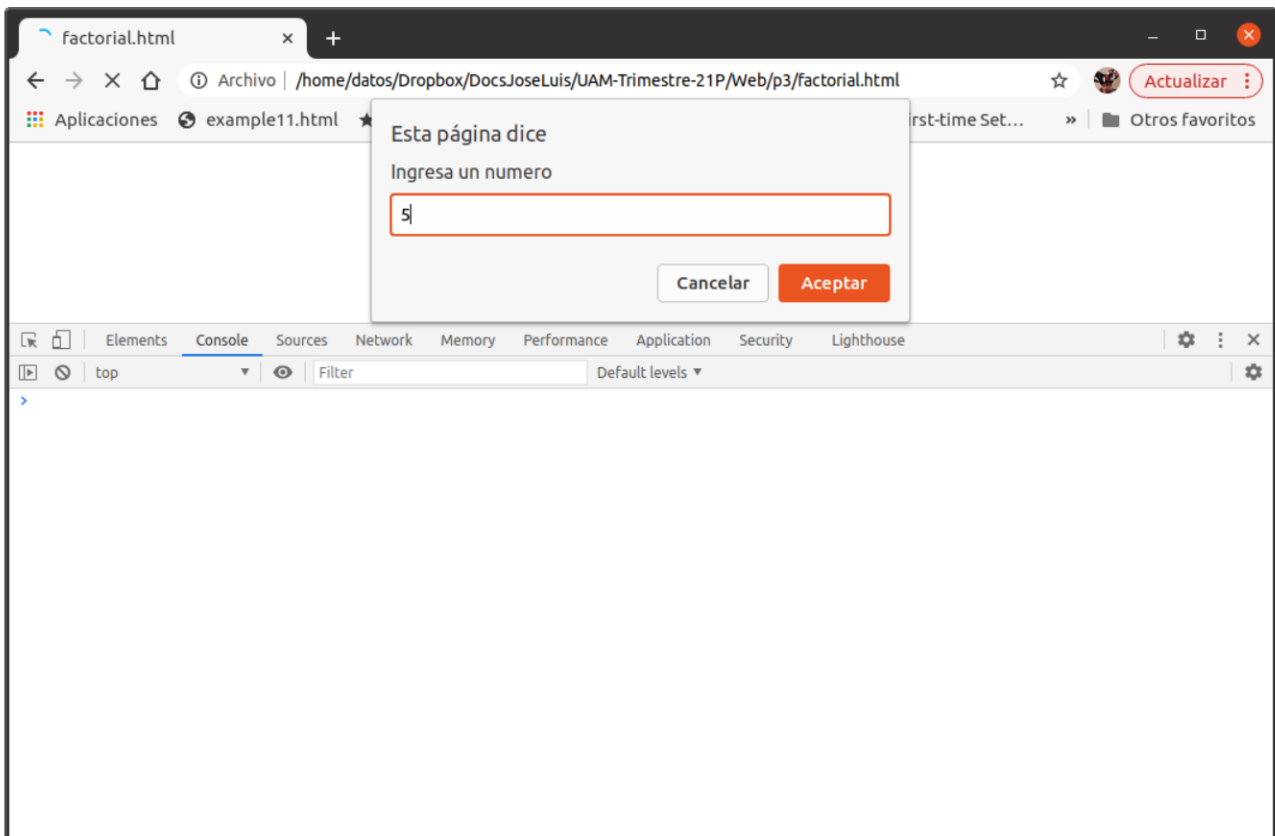 factorial.html
Archivo /home/datos/Dropbox/DocsJoseLuis/UAM-Trimestre-21P/Web/p3/factorial.html Actualizar
Aplicaciones example11.html rst-time Set... » Otros favoritos
Esta página dice
Ingresa un numero
5
Cancelar Aceptar
Elements Console Sources Network Memory Performance Application Security Lighthouse
top Filter Default levels